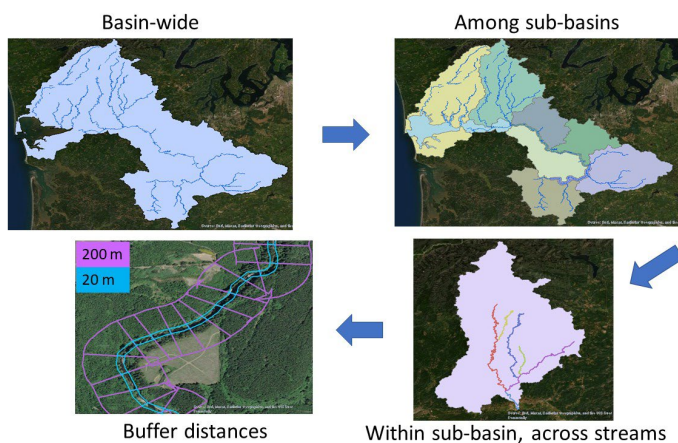 Basin-wide
Among sub-basins
200 m
20 m
Buffer distances
Within sub-basin, across streams